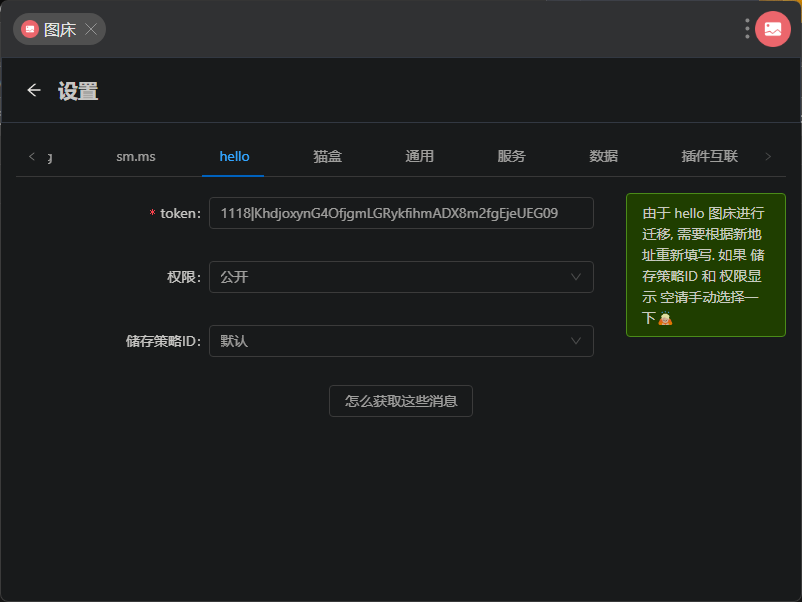 图床
设置
sm.ms
hello
猫盒
通用
服务
数据
插件互联
* token:
1118|KhdjoxynG4OfjgmLGRykfihmADX8m2fgEjeUEG09
权限:
公开
储存策略ID:
默认
怎么获取这些消息
由于 hello 图床进行
迁移, 需要根据新地
址重新填写. 如果 储
存策略ID 和 权限显
示 空请手动选择一
下